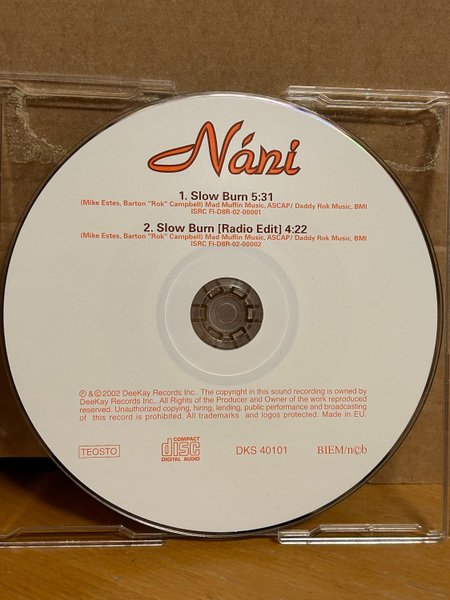 Náni
1. Slow Burn 5:31
(Mike Estes, Barton "Rok" Campbell) Mad Muffin Music, ASCAP/ Daddy Rok Music, BMI
ISRC FI-D8R-02-00001
2. Slow Burn [Radio Edit] 4:22
(Mike Estes, Barton "Rok" Campbell) Mad Muffin Music, ASCAP/ Daddy Rok Music, BMI
ISRC FI-D8R-02-00002
℗ &©2002 DeeKay Records Inc. The copyright in this sound recording is owned by
DeeKay Records Inc.. All Rights of the Producer and Owner of the work reproduced
reserved. Unauthorized copying, hiring, lending, public performance and broadcasting
of this record is prohibited. All trademarks and logos protected. Made in EU.
TEOSTO
COMPACT
disc
DIGITAL AUDIO
DKS 40101
BIEM/n©b